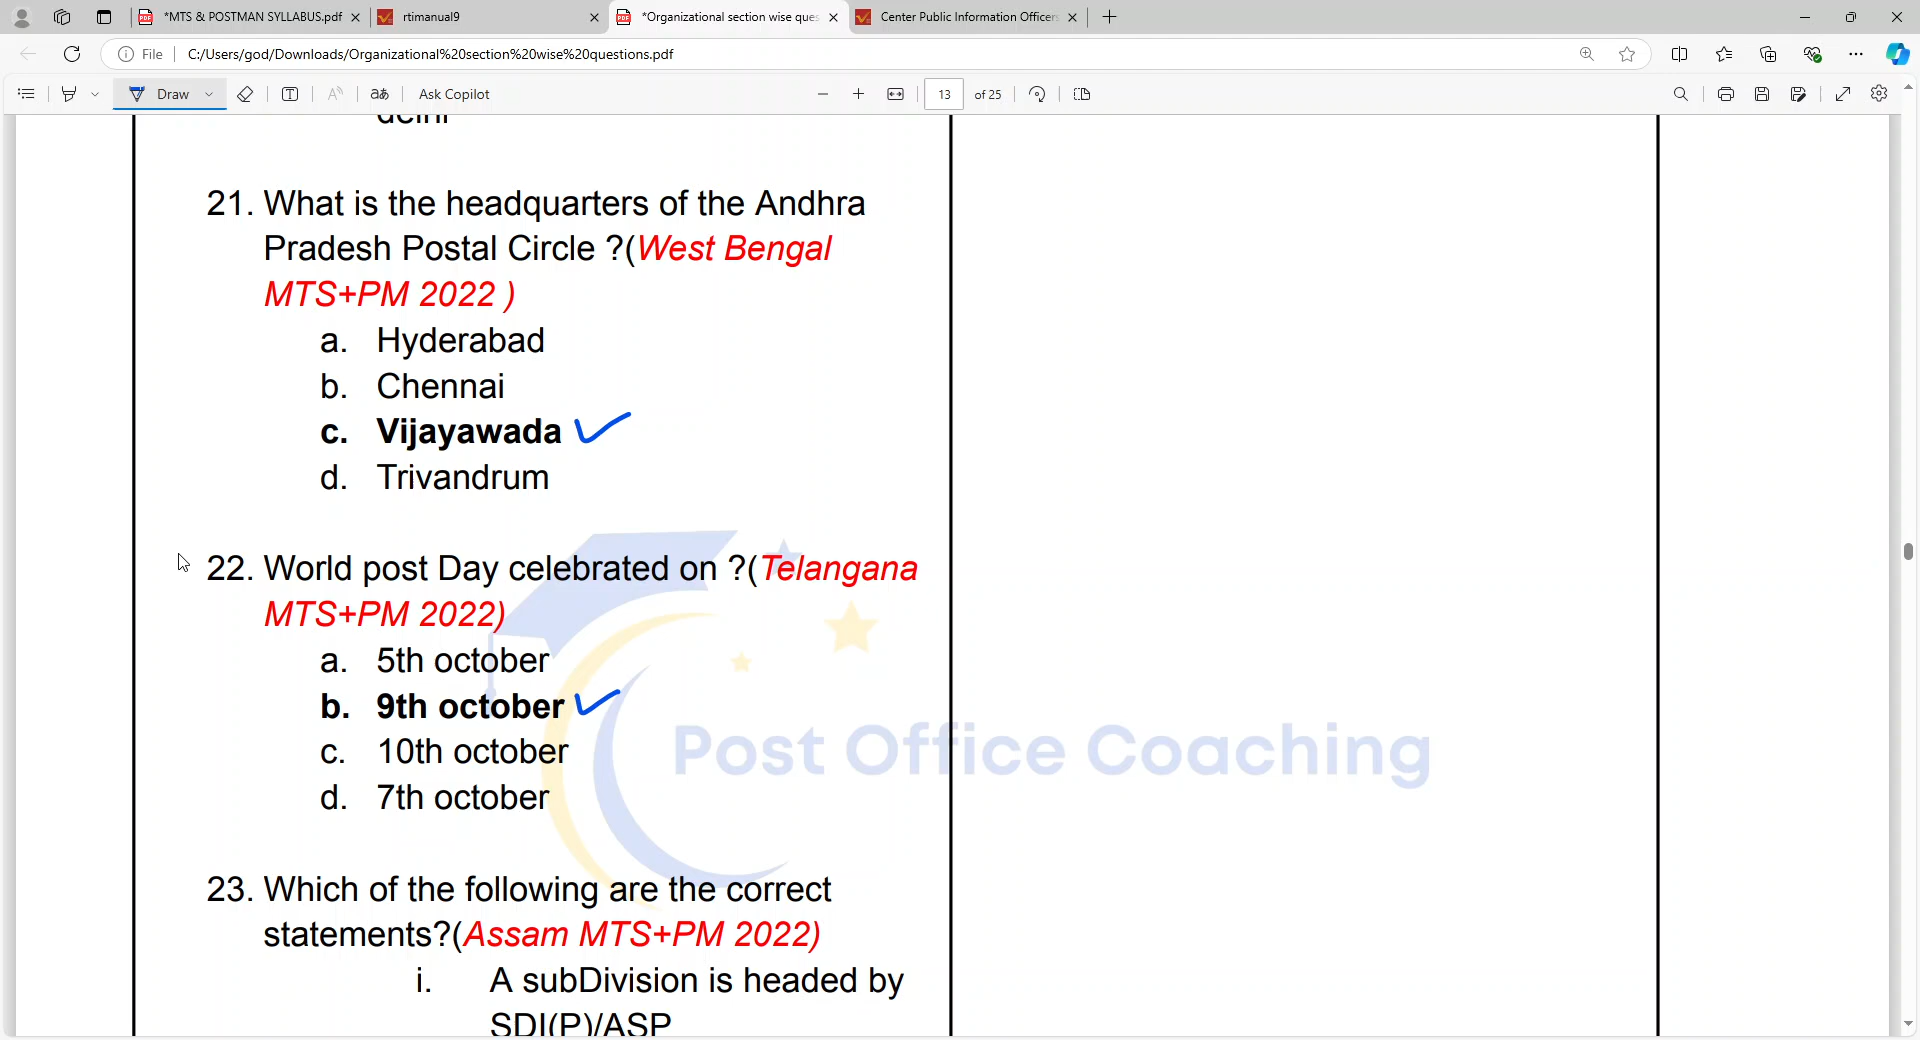 *MTS & POSTMAN SYLLABUS.pdf
rtimanual9
*Organizational section wise ques
Center Public Information Officers
File
C:/Users/god/Downloads/Organizational%20section%20wise%20questions.pdf
Draw
aあ
Ask Copilot
13
of 25
delhi
21. What is the headquarters of the Andhra
Pradesh Postal Circle ?(West Bengal
MTS+PM 2022 )
a. Hyderabad
b. Chennai
c. Vijayawada
d. Trivandrum
22. World post Day celebrated on ?(Telangana
MTS+PM 2022)
a. 5th october
b. 9th october
c. 10th october
d. 7th october
Post Office Coaching
23. Which of the following are the correct
statements?(Assam MTS+PM 2022)
i. A subDivision is headed by
SDI(P)/ASP